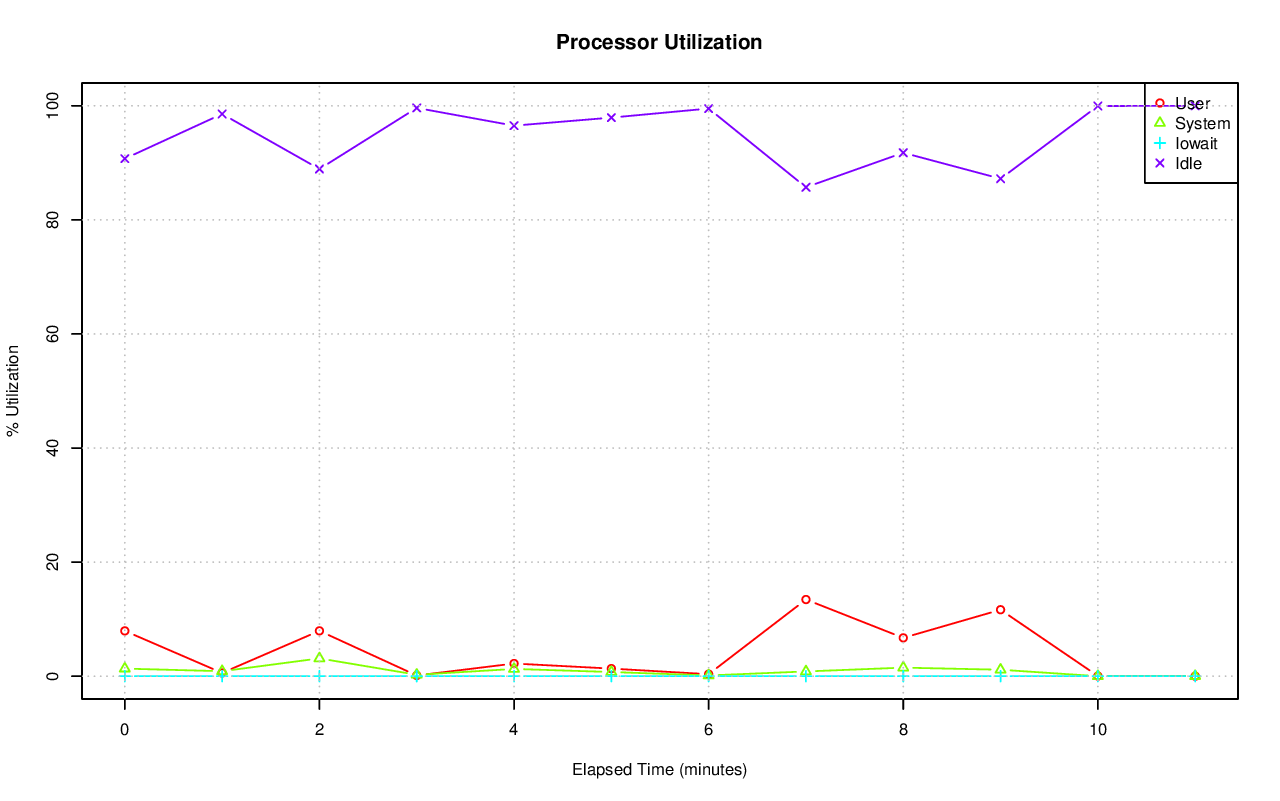 Processor Utilization
100
80
60
40
20
0
% Utilization
User
System
Iowait
Idle
0 2 4 6 8 10
Elapsed Time (minutes)